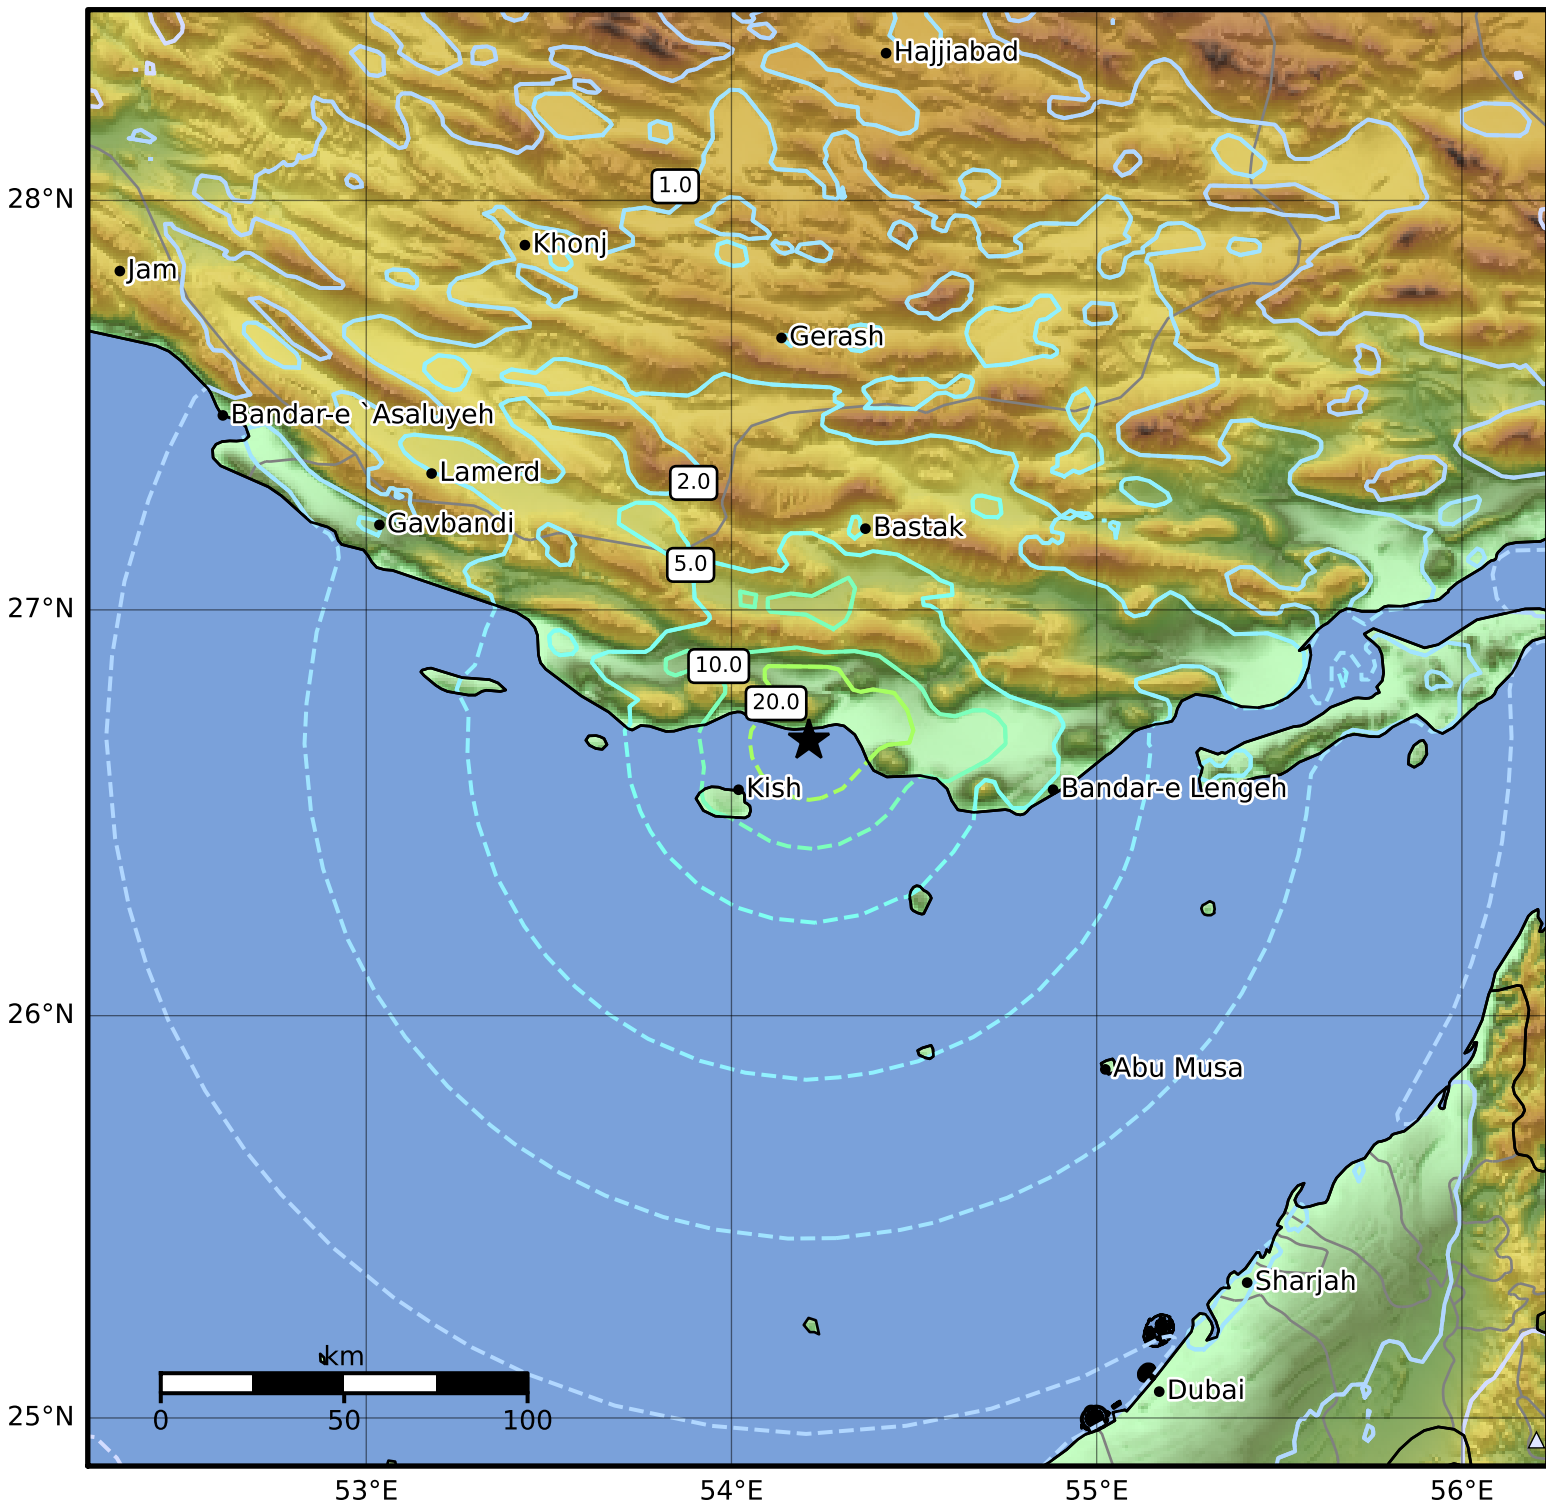 Hajjiabad
28°N
1.0
Khonj
Jam
Gerash
Bandar-e `Asaluyeh
Lamerd
2.0
Gavbandi
Bastak
5.0
27°N
10.0
20.0
Kish
Bandar-e Lengeh
26°N
Abu Musa
Sharjah
km
0 50 100
Dubai
25°N
53°E 54°E 55°E 56°E